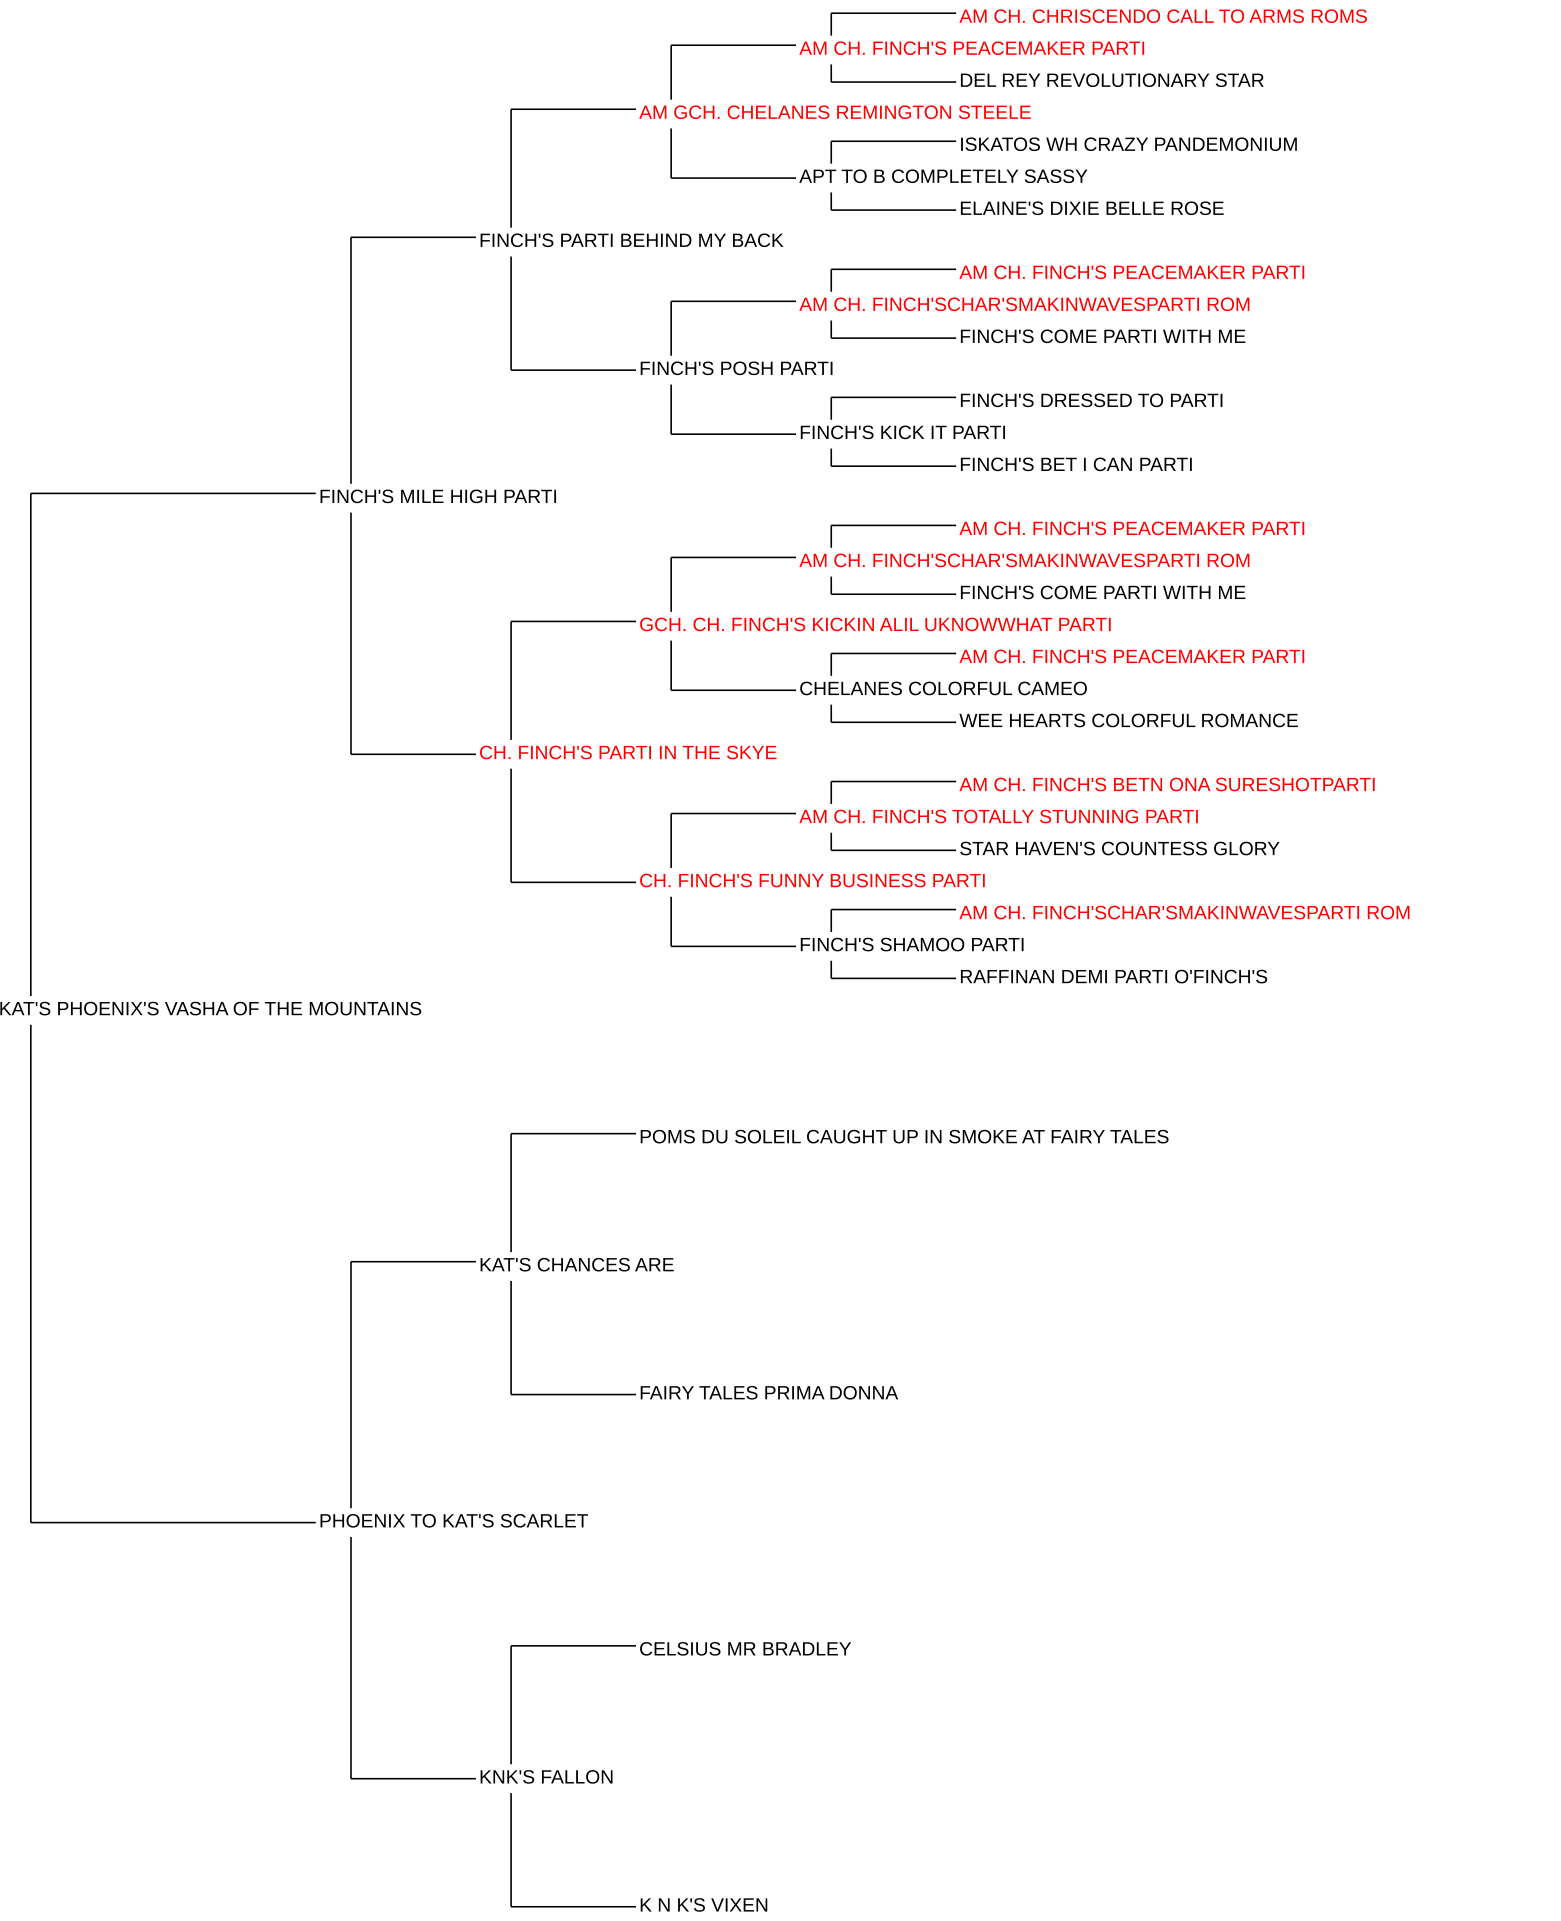 AM CH. CHRISCENDO CALL TO ARMS ROMS
AM CH. FINCH'S PEACEMAKER PARTI
DEL REY REVOLUTIONARY STAR
AM GCH. CHELANES REMINGTON STEELE
ISKATOS WH CRAZY PANDEMONIUM
APT TO B COMPLETELY SASSY
ELAINE'S DIXIE BELLE ROSE
FINCH'S PARTI BEHIND MY BACK
AM CH. FINCH'S PEACEMAKER PARTI
AM CH. FINCH'SCHAR'SMAKINWAVESPARTI ROM
FINCH'S COME PARTI WITH ME
FINCH'S POSH PARTI
FINCH'S DRESSED TO PARTI
FINCH'S KICK IT PARTI
FINCH'S BET I CAN PARTI
FINCH'S MILE HIGH PARTI
AM CH. FINCH'S PEACEMAKER PARTI
AM CH. FINCH'SCHAR'SMAKINWAVESPARTI ROM
FINCH'S COME PARTI WITH ME
GCH. CH. FINCH'S KICKIN ALIL UKNOWWHAT PARTI
AM CH. FINCH'S PEACEMAKER PARTI
CHELANES COLORFUL CAMEO
WEE HEARTS COLORFUL ROMANCE
CH. FINCH'S PARTI IN THE SKYE
AM CH. FINCH'S BETN ONA SURESHOTPARTI
AM CH. FINCH'S TOTALLY STUNNING PARTI
STAR HAVEN'S COUNTESS GLORY
CH. FINCH'S FUNNY BUSINESS PARTI
AM CH. FINCH'SCHAR'SMAKINWAVESPARTI ROM
FINCH'S SHAMOO PARTI
RAFFINAN DEMI PARTI O'FINCH'S
KAT'S PHOENIX'S VASHA OF THE MOUNTAINS
POMS DU SOLEIL CAUGHT UP IN SMOKE AT FAIRY TALES
KAT'S CHANCES ARE
FAIRY TALES PRIMA DONNA
PHOENIX TO KAT'S SCARLET
CELSIUS MR BRADLEY
KNK'S FALLON
K N K'S VIXEN